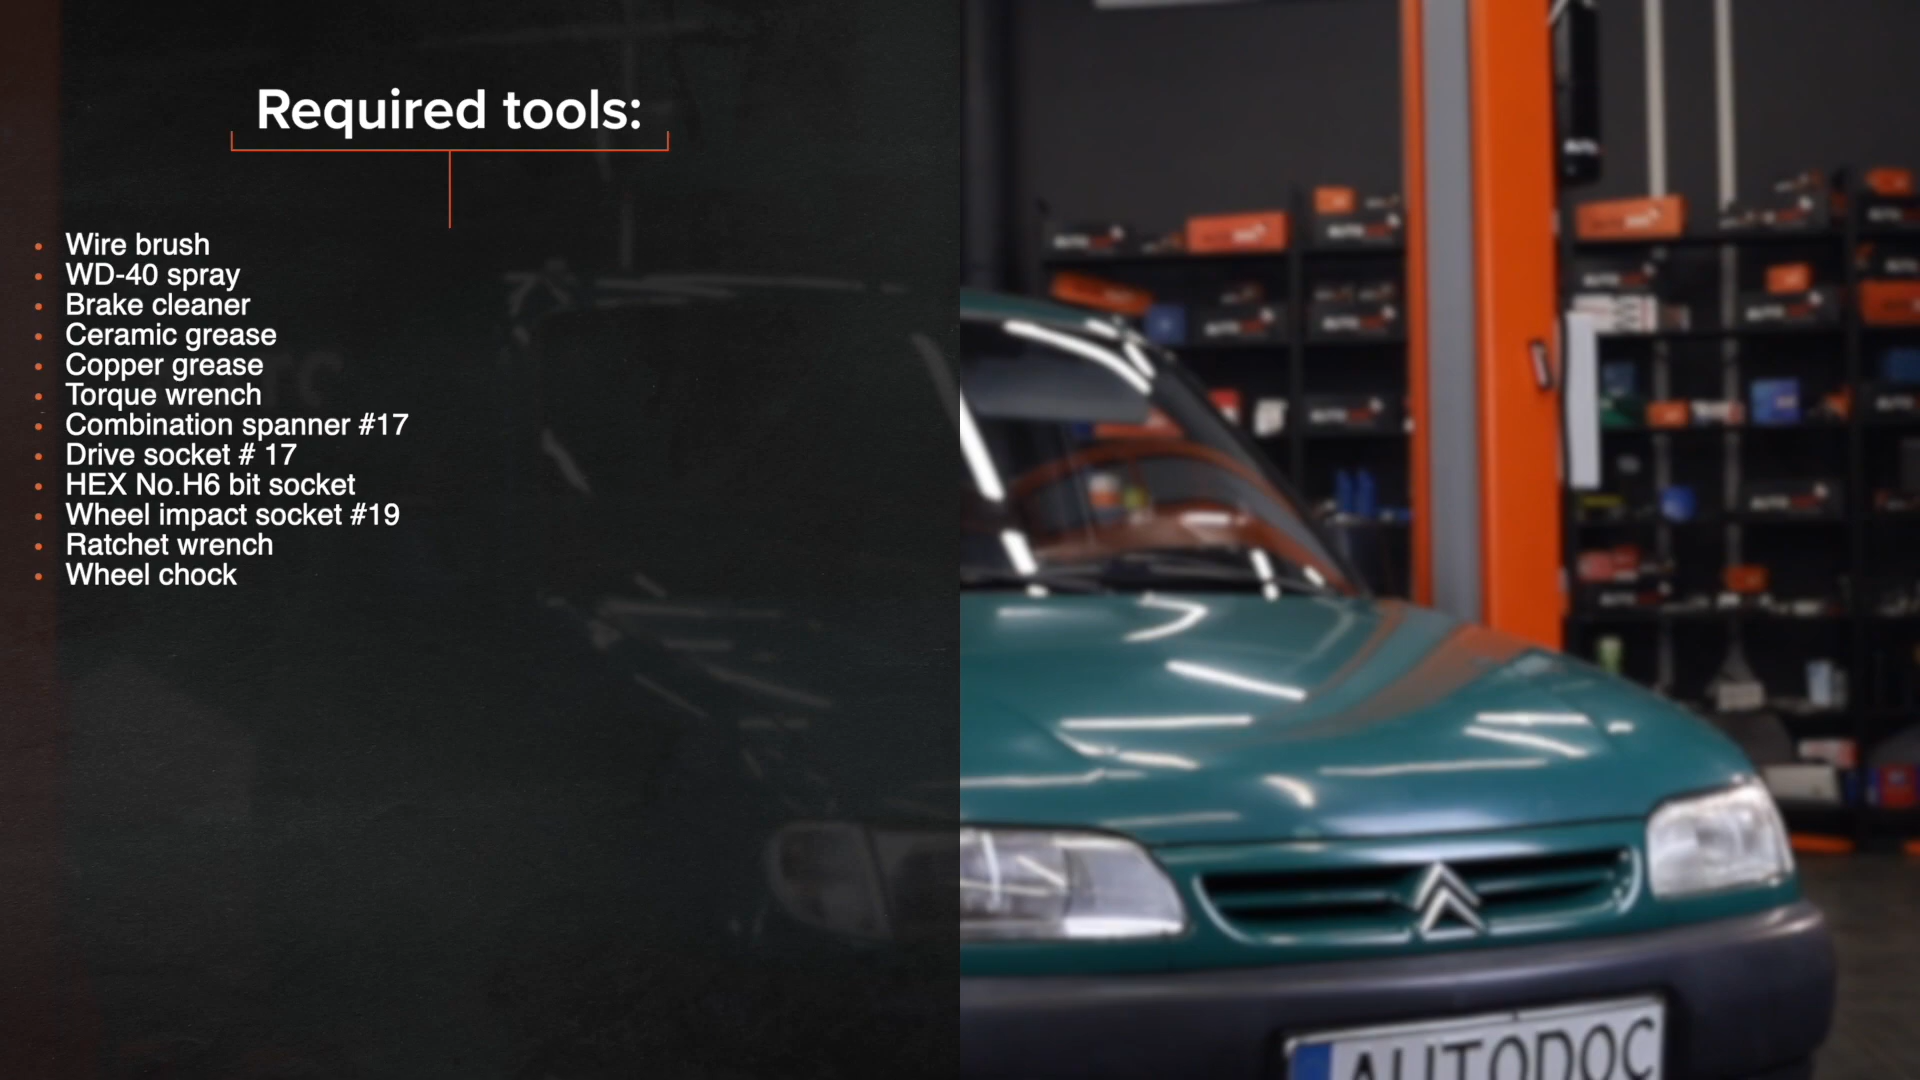 Required tools:
Wire brush
WD-40 spray
Brake cleaner
Ceramic grease
Copper grease
Torque wrench
Combination spanner #17
Drive socket # 17
HEX No.H6 bit socket
Wheel impact socket #19
Ratchet wrench
Wheel chock
AUTODOC